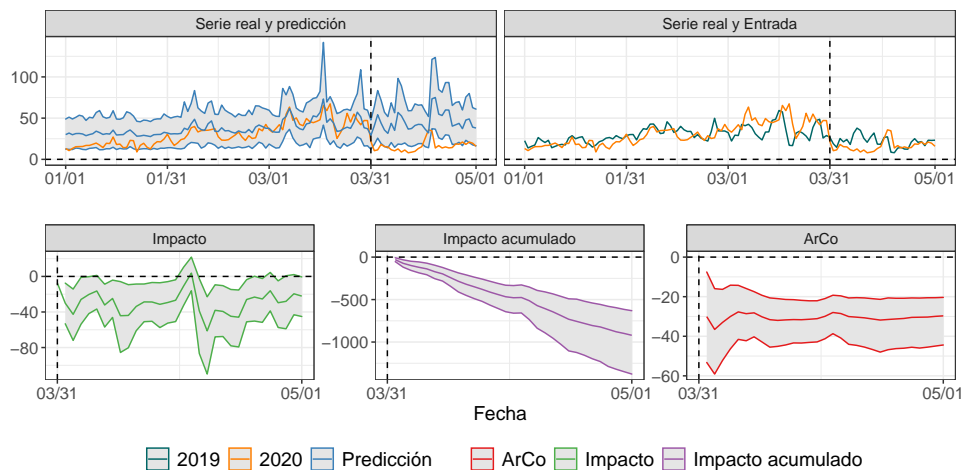 Serie real y predicción
Serie real y Entrada
100
50
0
01/01 01/31 03/01 03/31 05/01
01/01 01/31 03/01 03/31 05/01
Impacto
Impacto acumulado
ArCo
0
−40
−80
03/31 05/01
0
−500
−1000
03/31 05/01
0
−20
−40
−60
03/31 05/01
Fecha
2019 2020 Predicción ArCo Impacto Impacto acumulado